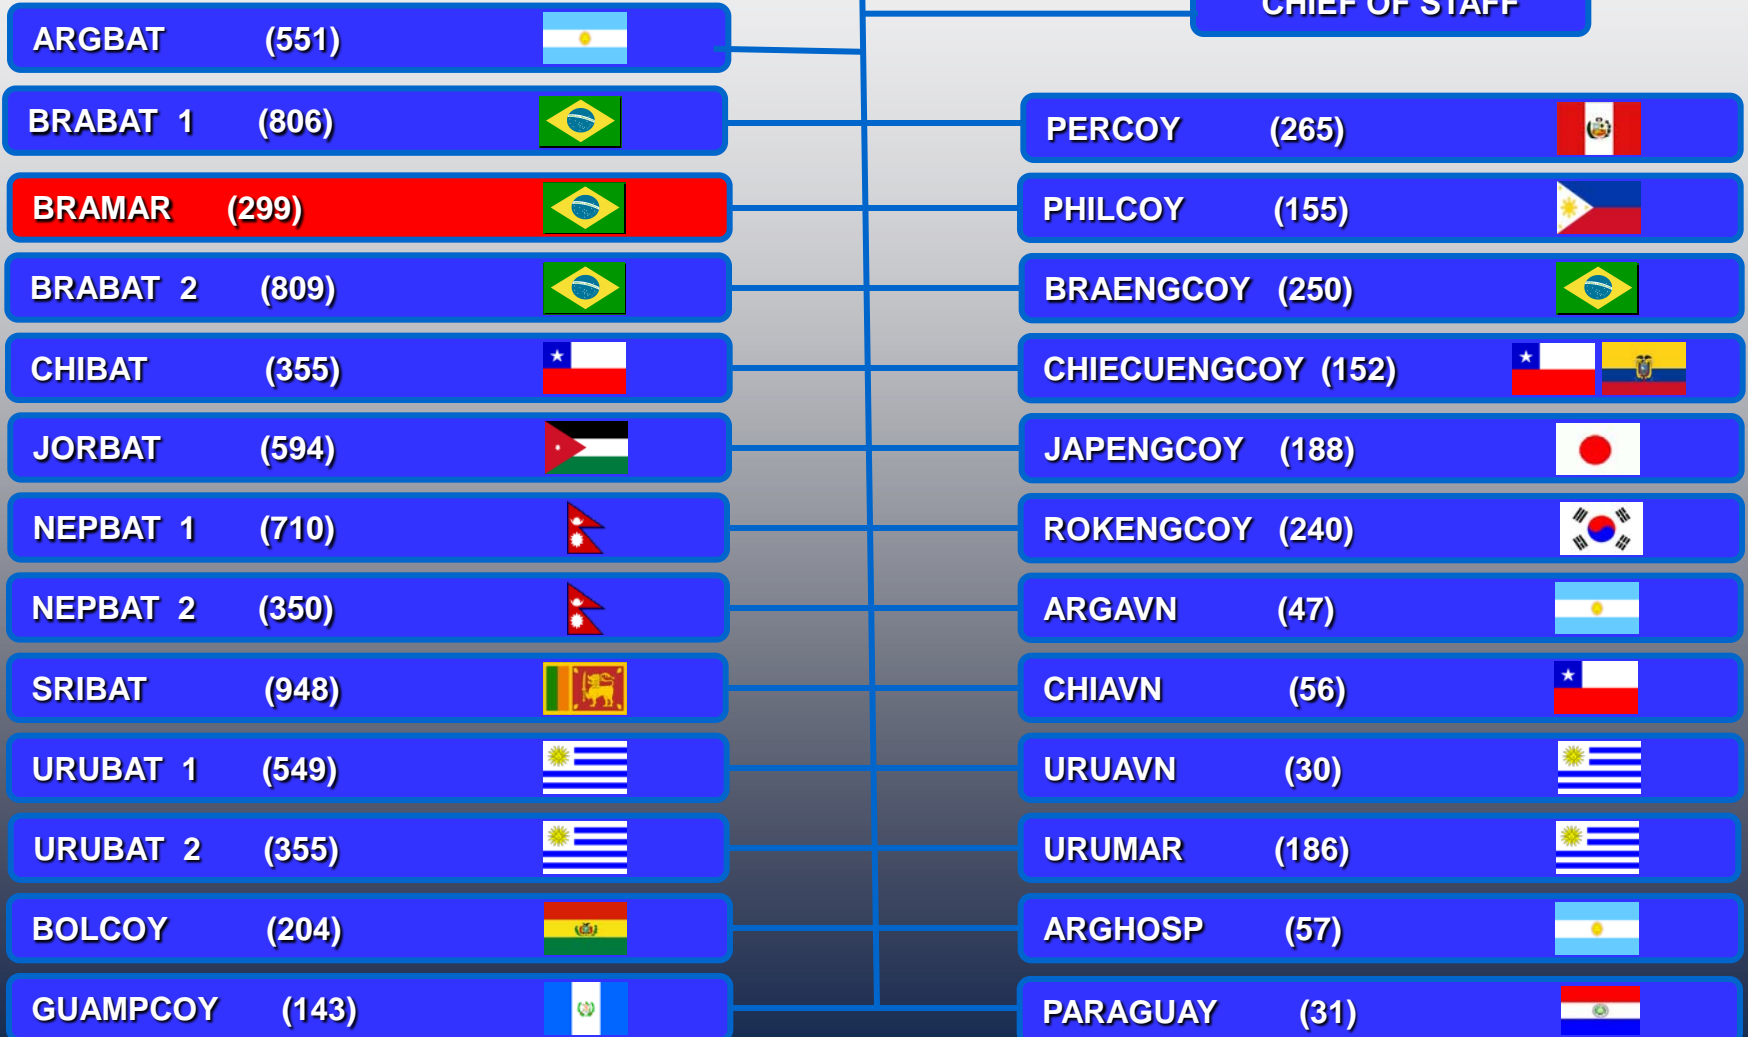 CHIEF OF STAFF
ARGBAT (551)
BRABAT 1 (806)
BRAMAR (299)
BRABAT 2 (809)
CHIBAT (355)
JORBAT (594)
NEPBAT 1 (710)
NEPBAT 2 (350)
SRIBAT (948)
URUBAT 1 (549)
URUBAT 2 (355)
BOLCOY (204)
GUAMPCOY (143)
PERCOY (265)
PHILCOY (155)
BRAENGCOY (250)
CHIECUENGCOY (152)
JAPENGCOY (188)
ROKENGCOY (240)
ARGAVN (47)
CHIAVN (56)
URUAVN (30)
URUMAR (186)
ARGHOSP (57)
PARAGUAY (31)